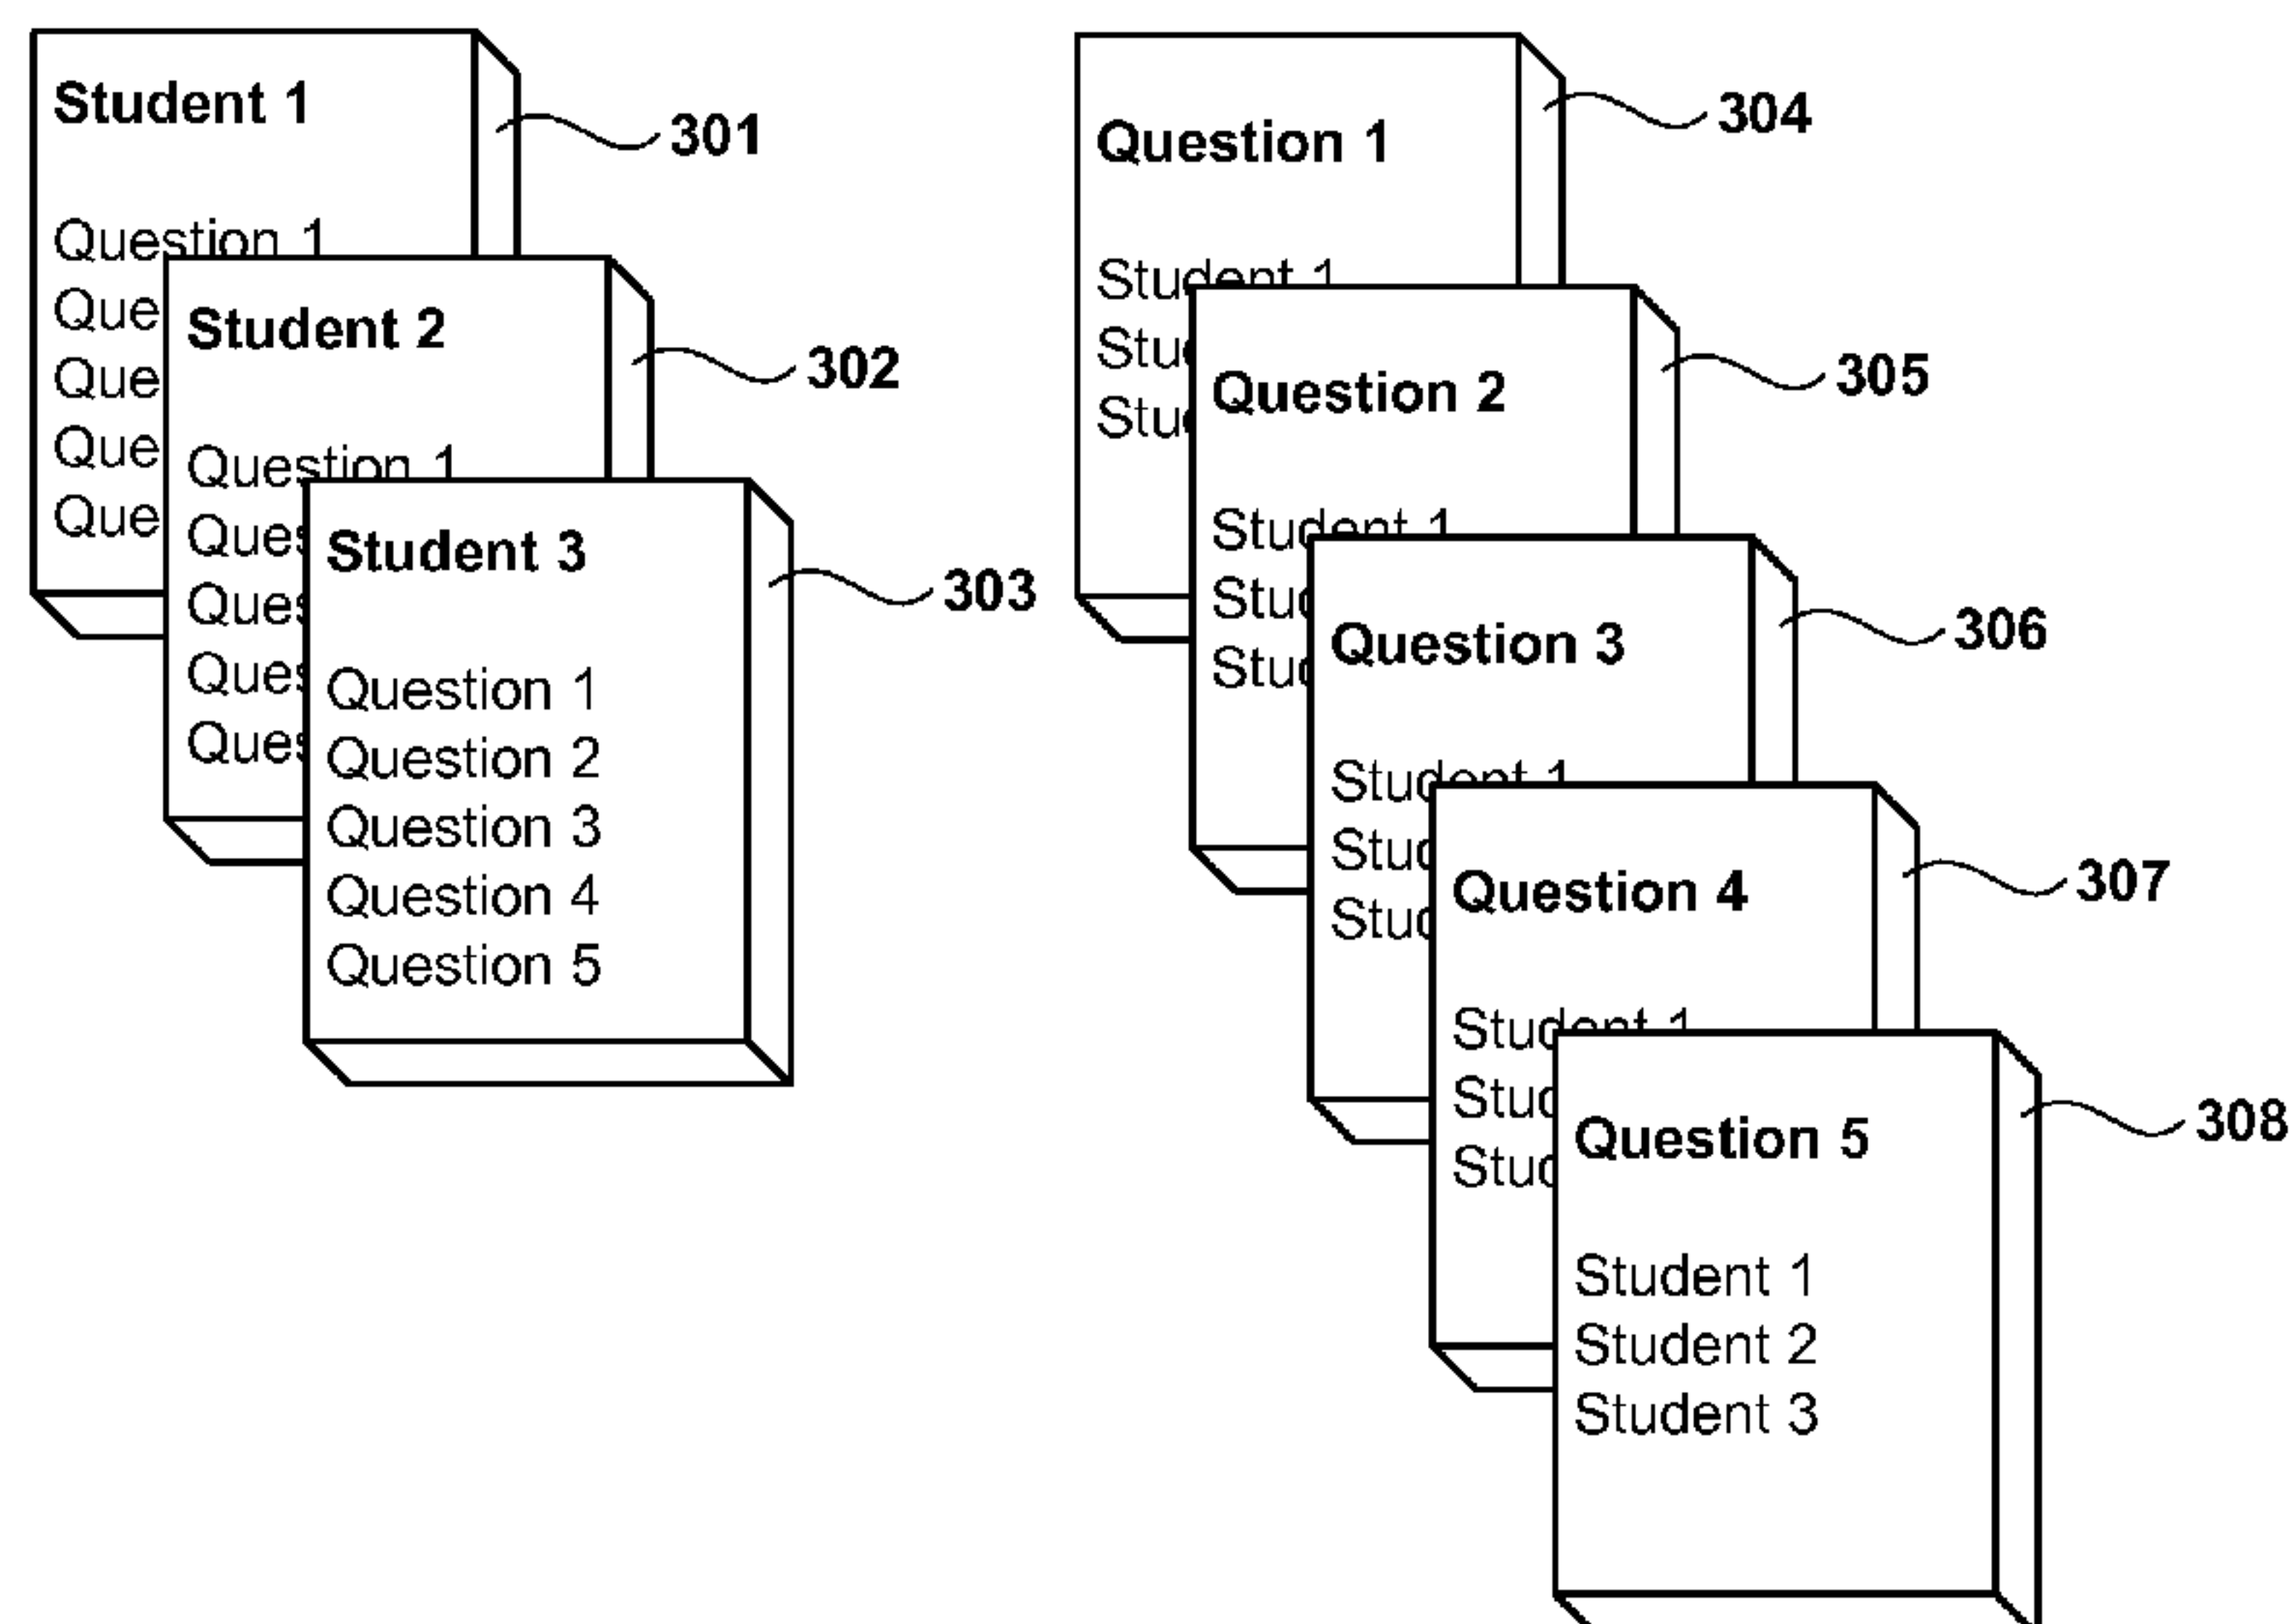 Student 1
301
Question 1
Que
Que
Que
Que
Student 2
302
Question 1
Ques
Ques
Ques
Ques
Student 3
303
Question 1
Question 2
Question 3
Question 4
Question 5
Question 1
304
Student 1
Stu
Stu
Question 2
305
Student 1
Stu
Stu
Question 3
306
Student 1
Stu
Stu
Question 4
307
Student 1
Stu
Stu
Question 5
308
Student 1
Student 2
Student 3